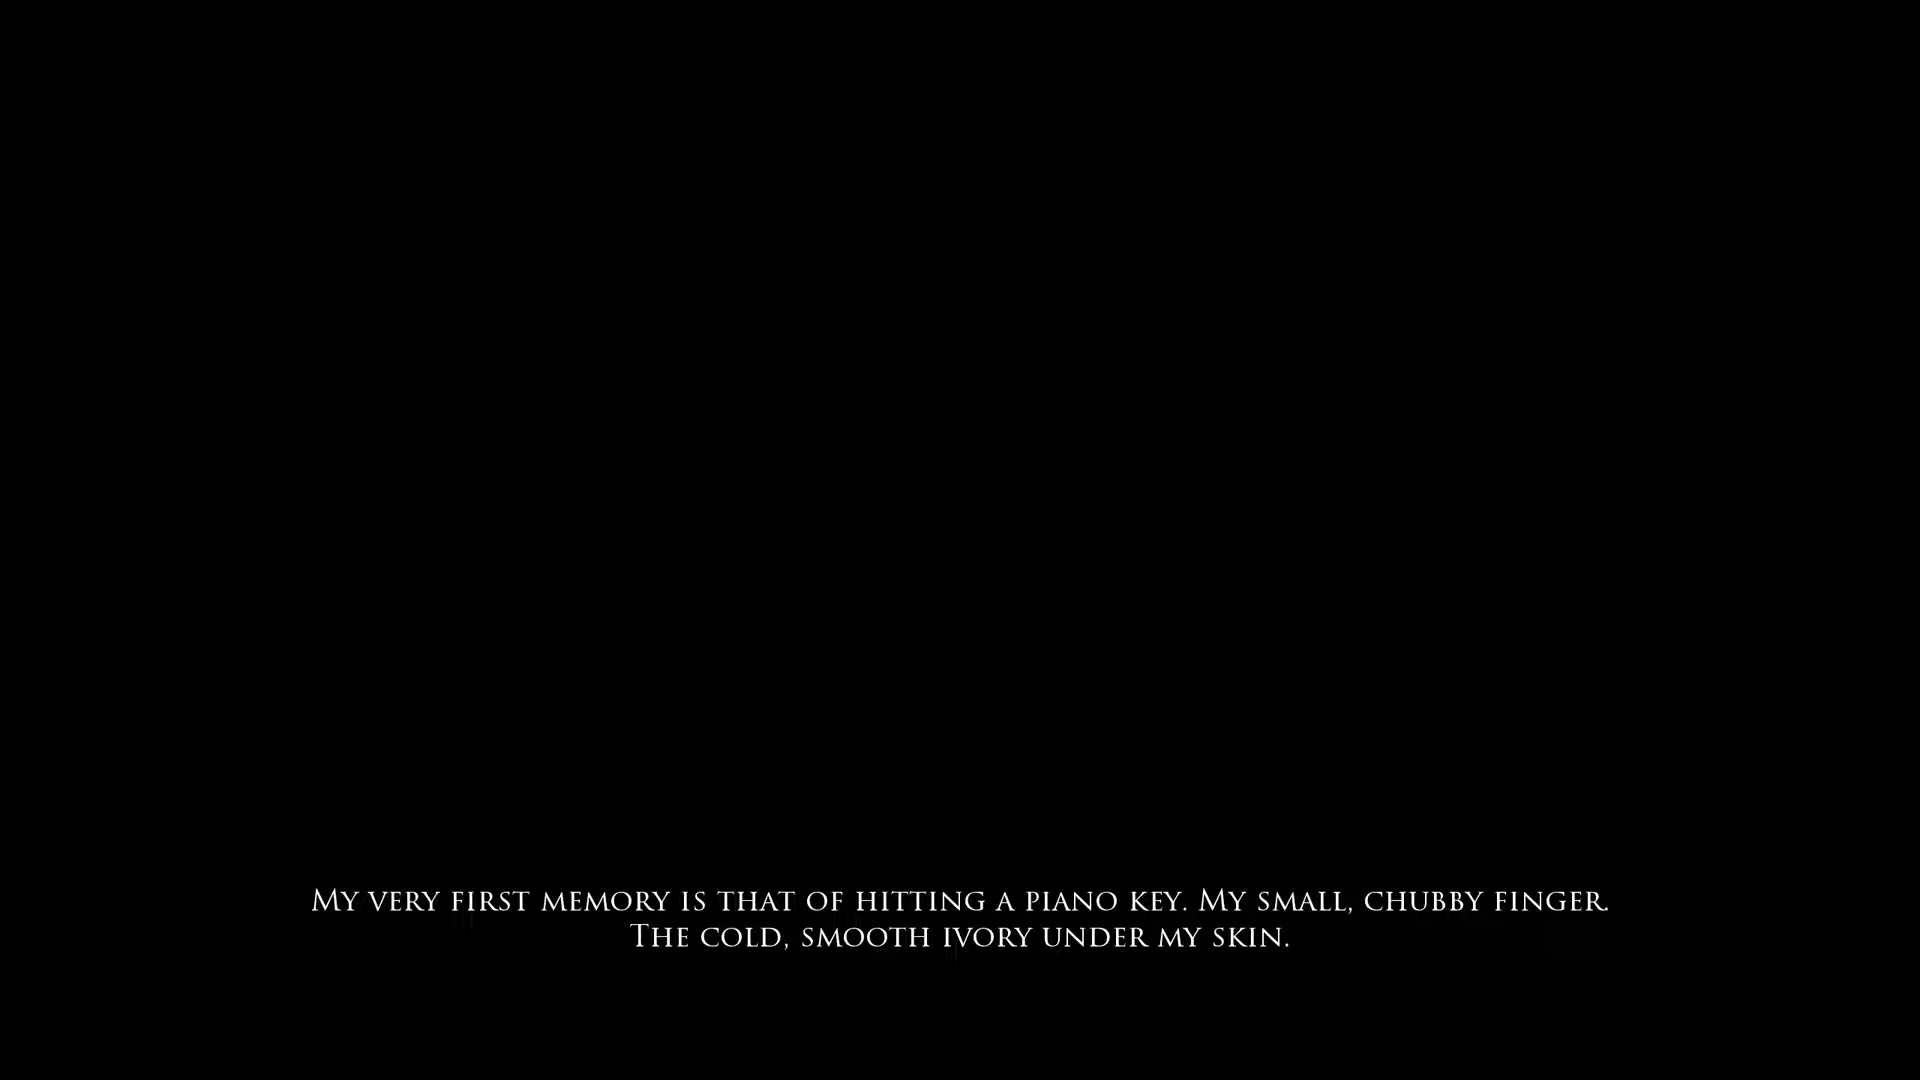 My very first memory is that of hitting a piano key. My small, chubby finger.
The cold, smooth ivory under my skin.